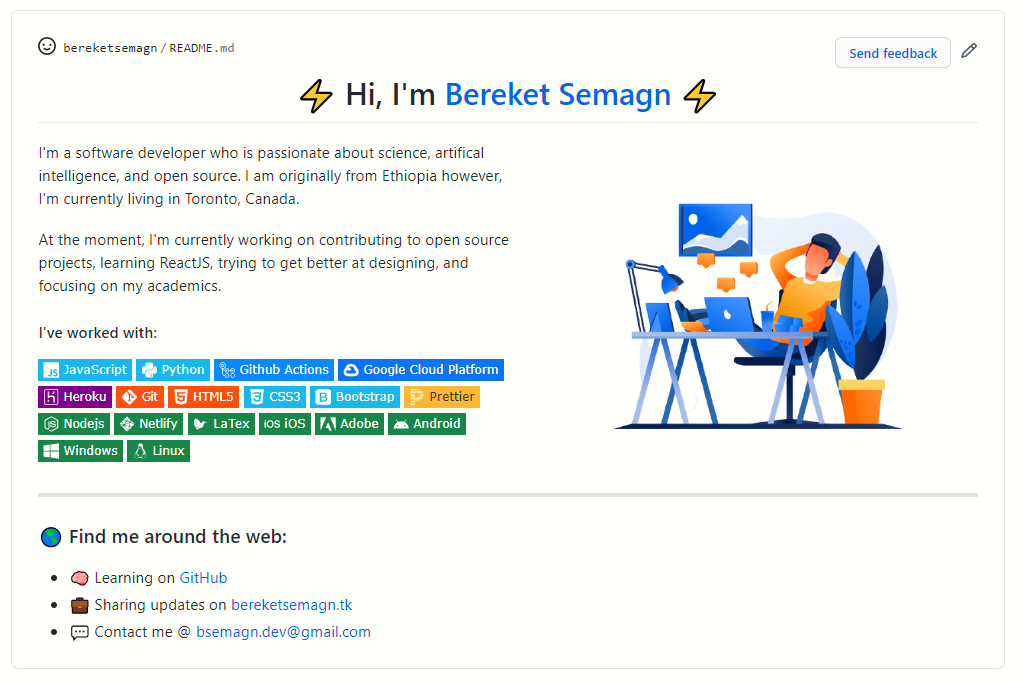 bereketsemagn / README.md
Send feedback
⚡ Hi, I'm Bereket Semagn ⚡
I'm a software developer who is passionate about science, artifical
intelligence, and open source. I am originally from Ethiopia however,
I'm currently living in Toronto, Canada.
At the moment, I'm currently working on contributing to open source
projects, learning ReactJS, trying to get better at designing, and
focusing on my academics.
I've worked with:
JS JavaScript Python Github Actions Google Cloud Platform
Heroku Git HTML5 CSS3 B Bootstrap Prettier
Nodejs Netlify LaTex iOS iOS Adobe Android
Windows Linux
🌎 Find me around the web:
• 🧠 Learning on GitHub
• 💼 Sharing updates on bereketsemagn.tk
• 💬 Contact me @ bsemagn.dev@gmail.com